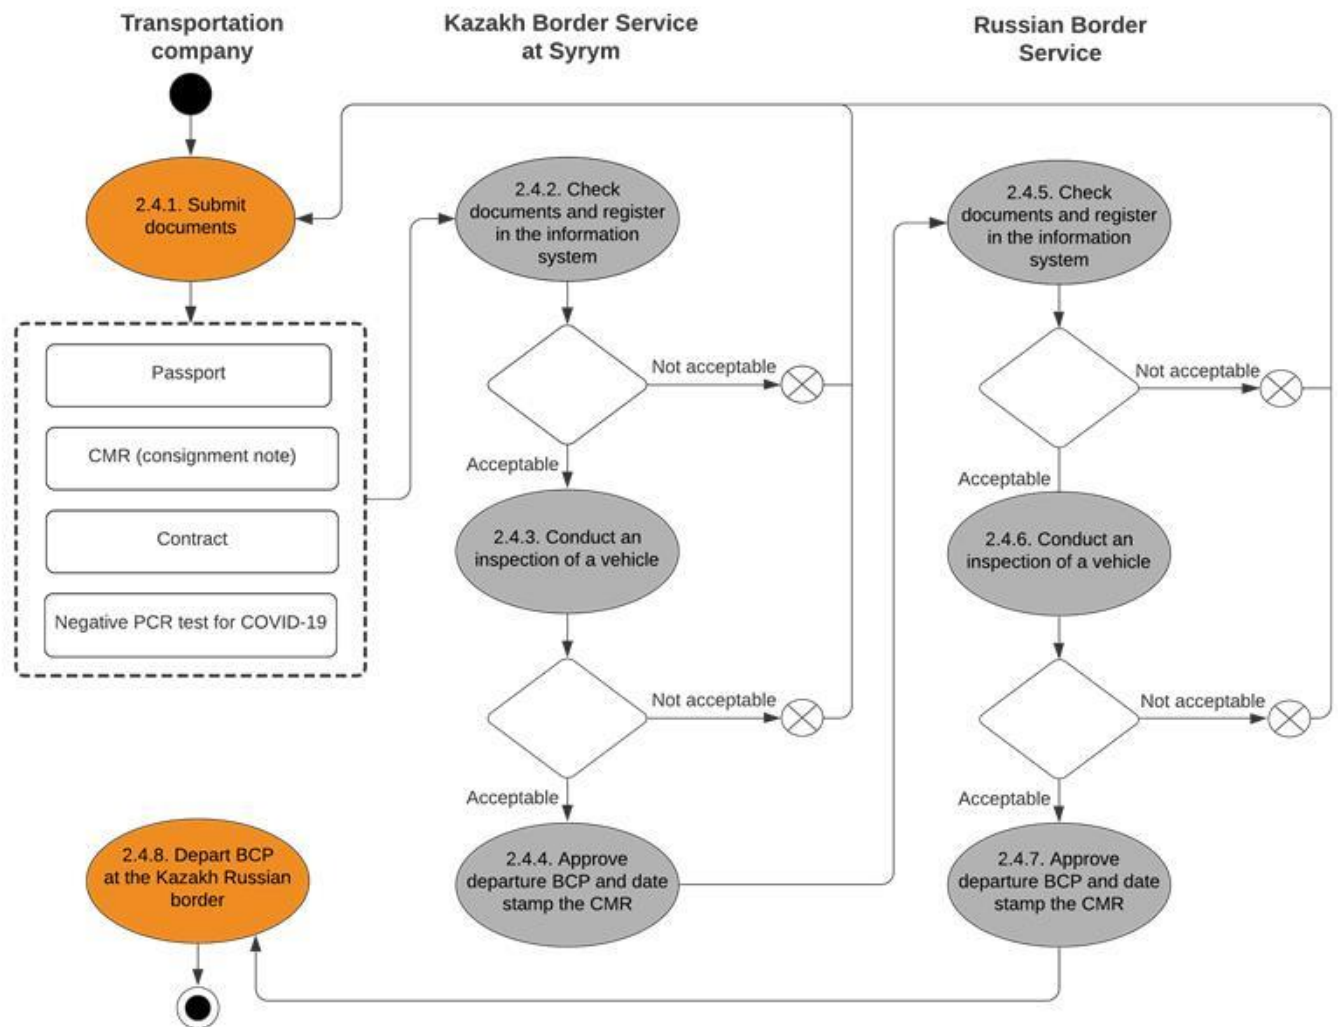 Transportation
company
Kazakh Border Service
at Syrym
Russian Border
Service
2.4.1. Submit
documents
2.4.2. Check
documents and register
in the information
system
2.4.5. Check
documents and register
in the information
system
Passport
CMR (consignment note)
Contract
Negative PCR test for COVID-19
Not acceptable
Not acceptable
Acceptable
Acceptable
2.4.3. Conduct an
inspection of a vehicle
2.4.6. Conduct an
inspection of a vehicle
Not acceptable
Not acceptable
Acceptable
Acceptable
2.4.8. Depart BCP
at the Kazakh Russian
border
2.4.4. Approve
departure BCP and date
stamp the CMR
2.4.7. Approve
departure BCP and date
stamp the CMR